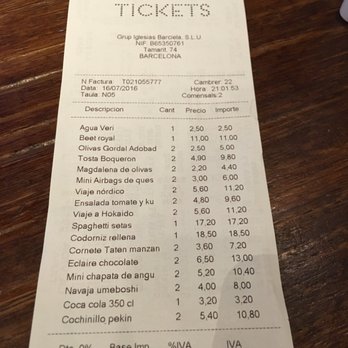 TICKETS
Grup Iglesias Barciela, S.L.U.
NIF: B65350761
Tamarit, 74
BARCELONA
N Factura T021055777 Cambrer: 22
Data: 16/07/2016 Hora: 21:01:53
Taula: N05 Comensals: 2
Descripcion Cant Precio Importe
Agua Veri 1 2,50 2,50
Beet royal 1 11,00 11,00
Olivas Gordal Adobad 2 2,50 5,00
Tosta Boqueron 2 4,90 9,80
Magdalena de olivas 2 2,20 4,40
Mini Airbags de ques 2 3,00 6,00
Viaje nórdico 2 5,60 11,20
Ensalada tomate y ku 2 4,80 9,60
Viaje a Hokaido 2 5,60 11,20
Spaghetti setas 1 17,20 17,20
Codorniz rellena 1 18,50 18,50
Cornete Taten manzan 2 3,60 7,20
Eclaire chocolate 2 6,50 13,00
Mini chapata de angu 2 5,20 10,40
Navaja umeboshi 2 4,00 8,00
Coca cola 350 cl 1 3,20 3,20
Cochinillo pekin 2 5,40 10,80
Dto. 0% Base Imp. %IVA IVA